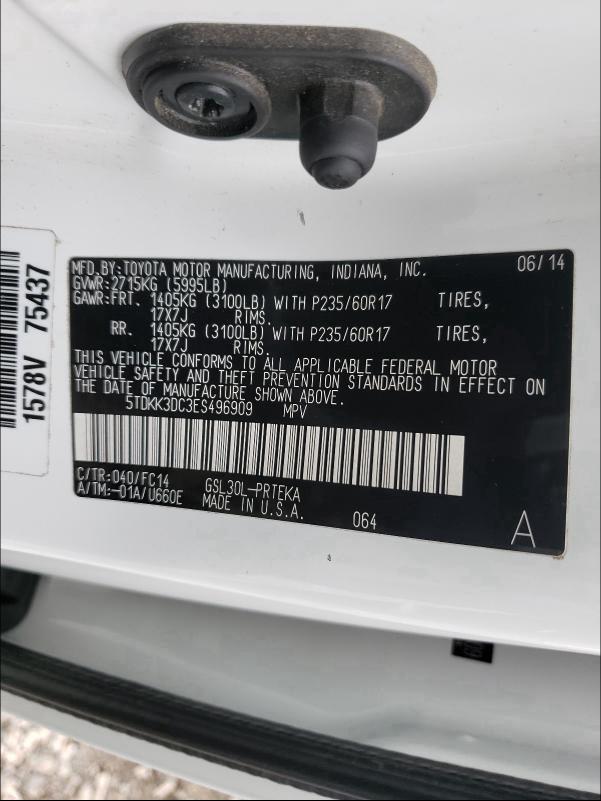 MFD.BY:TOYOTA MOTOR MANUFACTURING, INDIANA, INC. 06/14
GVWR:2715KG (5995LB)
GAWR:FRT. 1405KG (3100LB) WITH P235/60R17 TIRES,
17X7J RIMS.
RR. 1405KG (3100LB) WITH P235/60R17 TIRES,
17X7J RIMS.
THIS VEHICLE CONFORMS TO ALL APPLICABLE FEDERAL MOTOR
VEHICLE SAFETY AND THEFT PREVENTION STANDARDS IN EFFECT ON
THE DATE OF MANUFACTURE SHOWN ABOVE.
5TDKK3DC3ES496909 MPV
C/TR:040/FC14 GSL30L-PRTEKA
A/TM:-01A/U660E MADE IN U.S.A. 064 A
1578V 75437